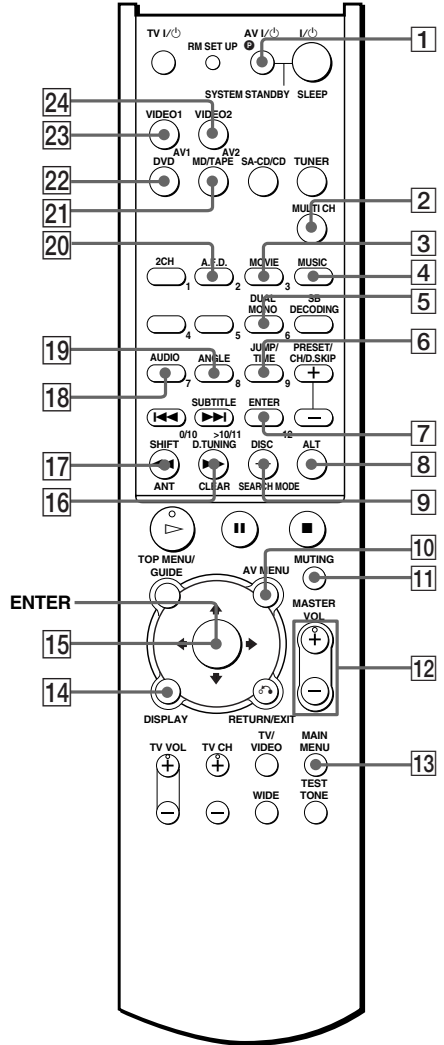 TV I/⏻ AV I/⏻ I/⏻ 1
RM SET UP P
SYSTEM STANDBY SLEEP
24
VIDEO1 VIDEO2
23
AV1 AV2
22 DVD MD/TAPE SA-CD/CD TUNER
21
MULTI CH 2
20 3
2CH A.F.D. MOVIE MUSIC 4
1 2 3
DUAL MONO SB DECODING 5
4 5 6
19 JUMP/TIME PRESET/CH/D.SKIP 6
AUDIO ANGLE + −
18 7 8 9
SUBTITLE ENTER 7
0/10 >10/11 12
17 SHIFT D.TUNING DISC ALT 8
-
16 ANT CLEAR SEARCH MODE 9
TOP MENU/GUIDE AV MENU 10
MUTING 11
ENTER MASTER VOL
15 + − 12
14
DISPLAY RETURN/EXIT
TV VOL TV CH TV/VIDEO MAIN MENU 13
+ +
− − WIDE TEST TONE